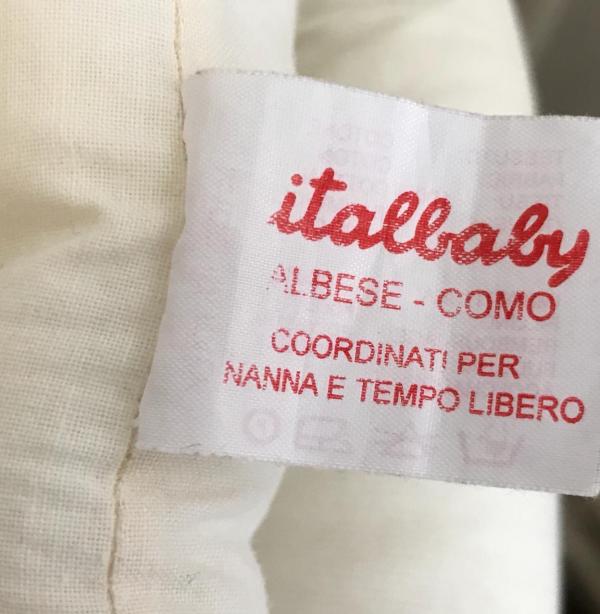 italbaby
ALBESE - COMO
COORDINATI PER
NANNA E TEMPO LIBERO